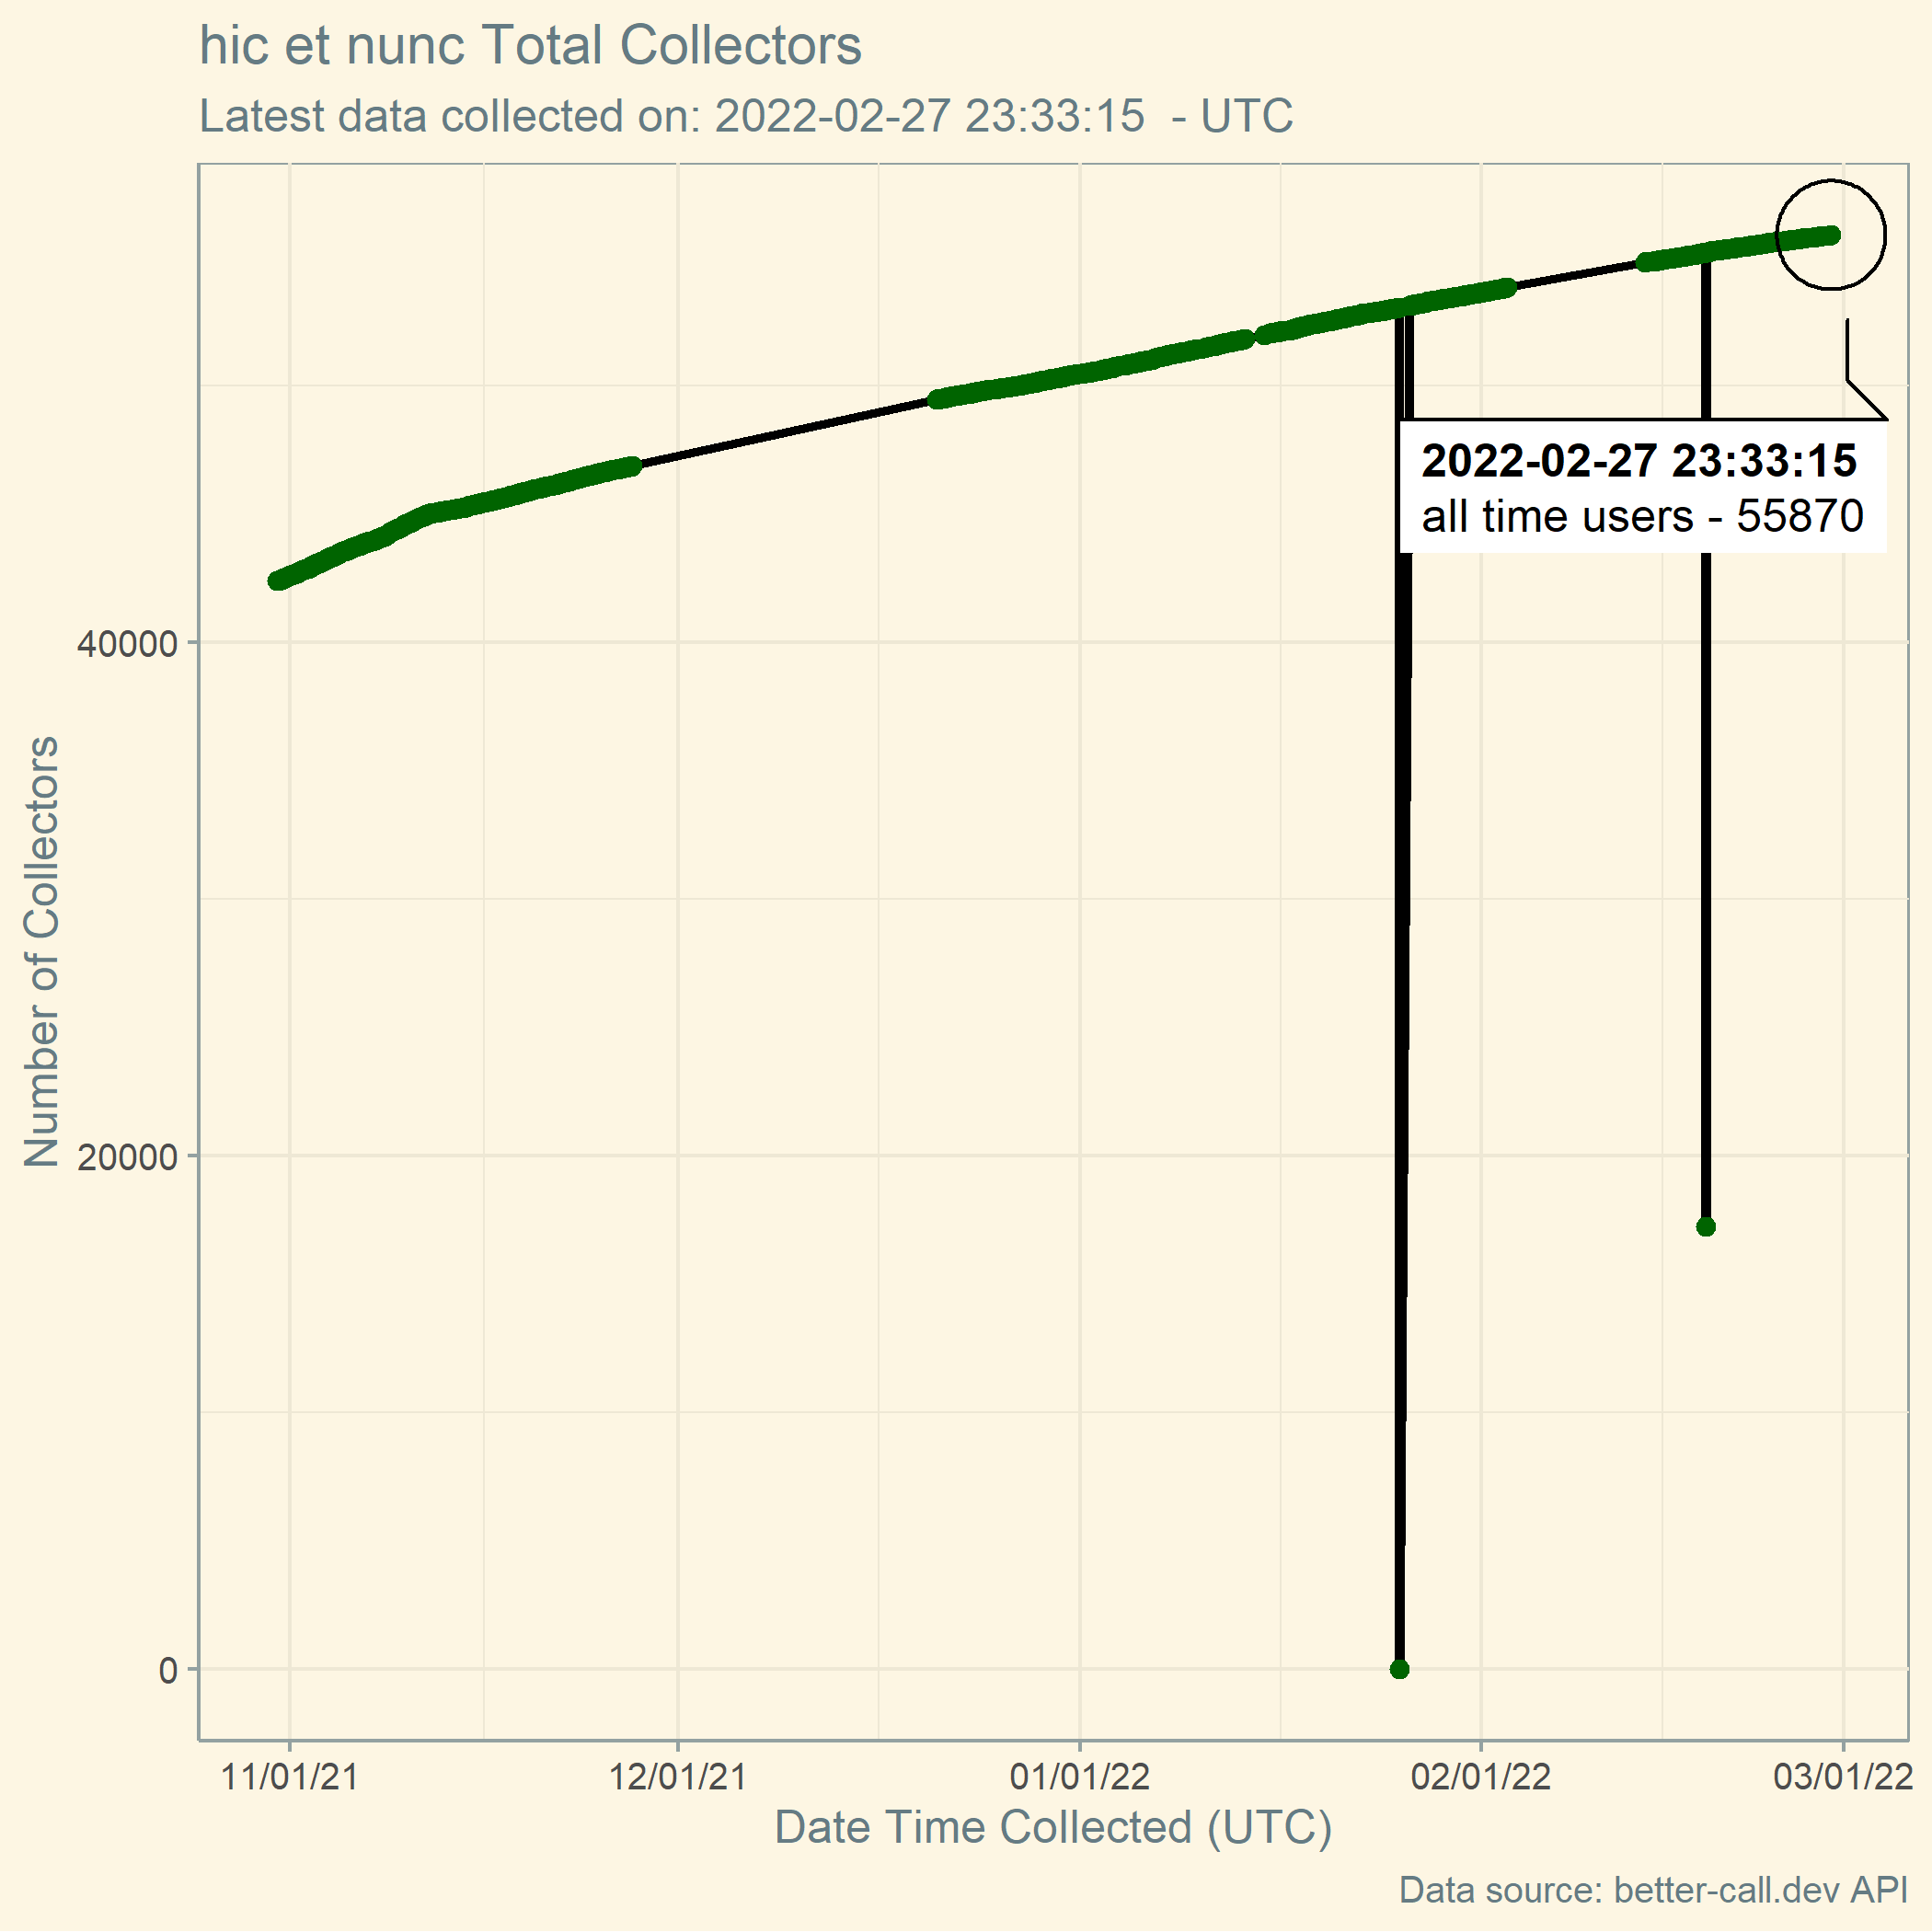 hic et nunc Total Collectors
Latest data collected on: 2022-02-27 23:33:15  - UTC
2022-02-27 23:33:15
all time users - 55870
Number of Collectors
40000
20000
0
11/01/21
12/01/21
01/01/22
02/01/22
03/01/22
Date Time Collected (UTC)
Data source: better-call.dev API